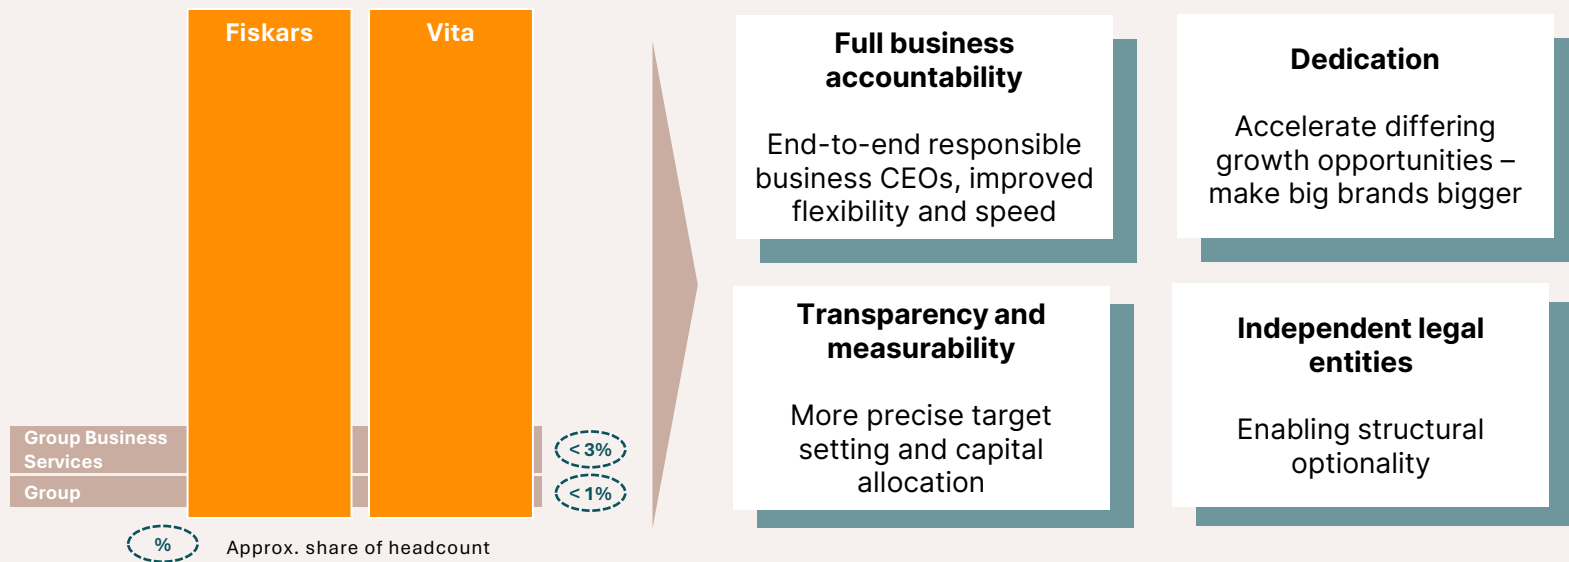 Fiskars
Vita
Group Business
Services
< 3%
Group
< 1%
%
Approx. share of headcount
Full business
accountability
End-to-end responsible
business CEOs, improved
flexibility and speed
Dedication
Accelerate differing
growth opportunities –
make big brands bigger
Transparency and
measurability
More precise target
setting and capital
allocation
Independent legal
entities
Enabling structural
optionality